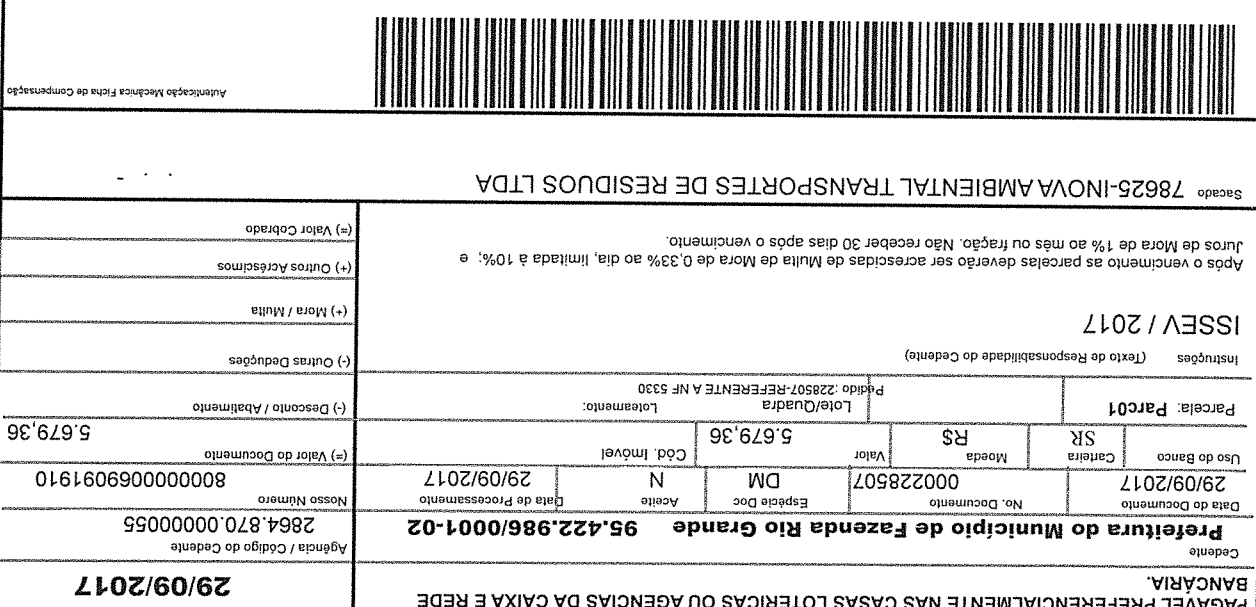 PAGÁVEL PREFERENCIALMENTE NAS CASAS LOTÉRICAS OU AGENCIAS DA CAIXA E REDE
BANCÁRIA.
29/09/2017
Cedente
Prefeitura do Município de Fazenda Rio Grande 95.422.986/0001-02
Agência / Código do Cedente
2864.870.00000055
Data do Documento No. Documento Espécie Doc Aceite Data de Processamento
29/09/2017 000228507 DM N 29/09/2017
Nosso Número
8000000069091910
Uso do Banco Carteira Moeda Valor Cód. Imóvel
SR R$ 5.679,36
(=) Valor do Documento
5.679,36
Parcela: Parc01 Lote/Quadra Loteamento:
Pedido :228507-REFERENTE A NF 5330
(-) Desconto / Abatimento
Instruções (Texto de Responsabilidade do Cedente)
(-) Outras Deduções
ISSEV / 2017
(+) Mora / Multa
Após o vencimento as parcelas deverão ser acrescidas de Multa de Mora de 0,33% ao dia, limitada à 10%; e
Juros de Mora de 1% ao mês ou fração. Não receber 30 dias após o vencimento.
(+) Outros Acréscimos
(=) Valor Cobrado
Sacado 78625-INOVA AMBIENTAL TRANSPORTES DE RESIDUOS LTDA
Autenticação Mecânica Ficha de Compensação